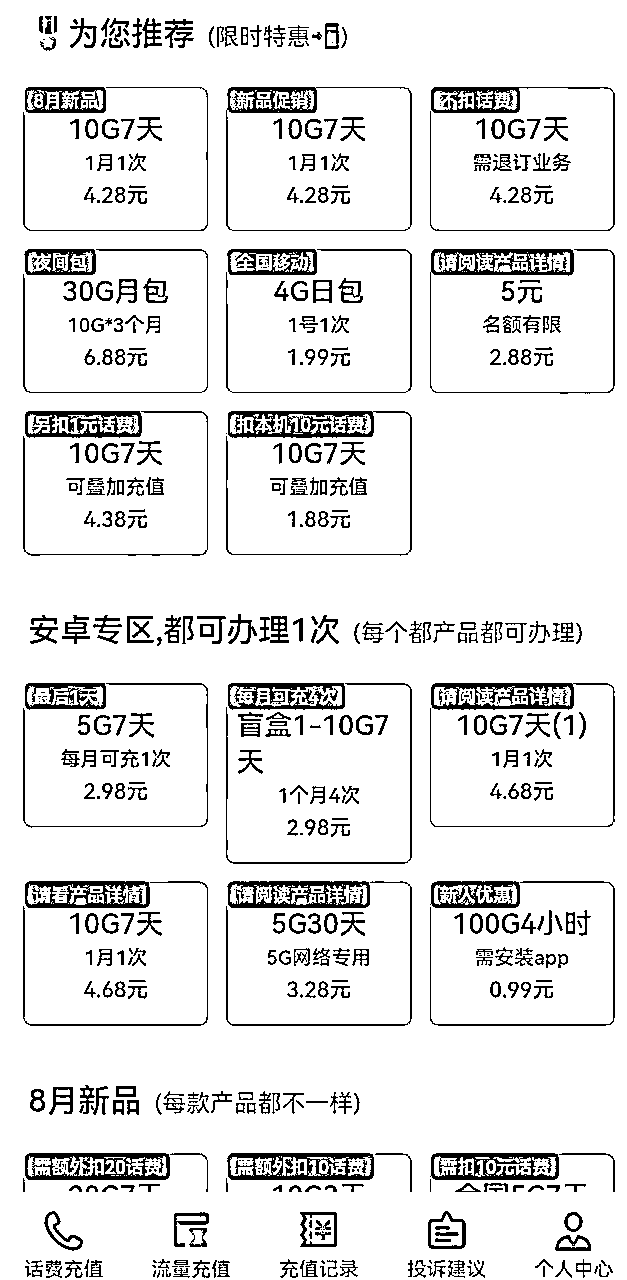 为您推荐 (限时特惠→)
8月新品
10G7天
1月1次
4.28元
新品促销
10G7天
1月1次
4.28元
不扣话费
10G7天
需退订业务
4.28元
夜间包
30G月包
10G*3个月
6.88元
全国移动
4G日包
1号1次
1.99元
请阅读产品详情
5元
名额有限
2.88元
另扣1元话费
10G7天
可叠加充值
4.38元
扣本机10元话费
10G7天
可叠加充值
1.88元
安卓专区,都可办理1次 (每个都产品都可办理)
最后1天
5G7天
每月可充1次
2.98元
每月可充4次
盲盒1-10G7
天
1个月4次
2.98元
请阅读产品详情
10G7天(1)
1月1次
4.68元
请看产品详情
10G7天
1月1次
4.68元
请阅读产品详情
5G30天
5G网络专用
3.28元
新人优惠
100G4小时
需安装app
0.99元
8月新品 (每款产品都不一样)
需额外扣20话费
需额外扣10话费
需扣10元话费
话费充值
流量充值
充值记录
投诉建议
个人中心